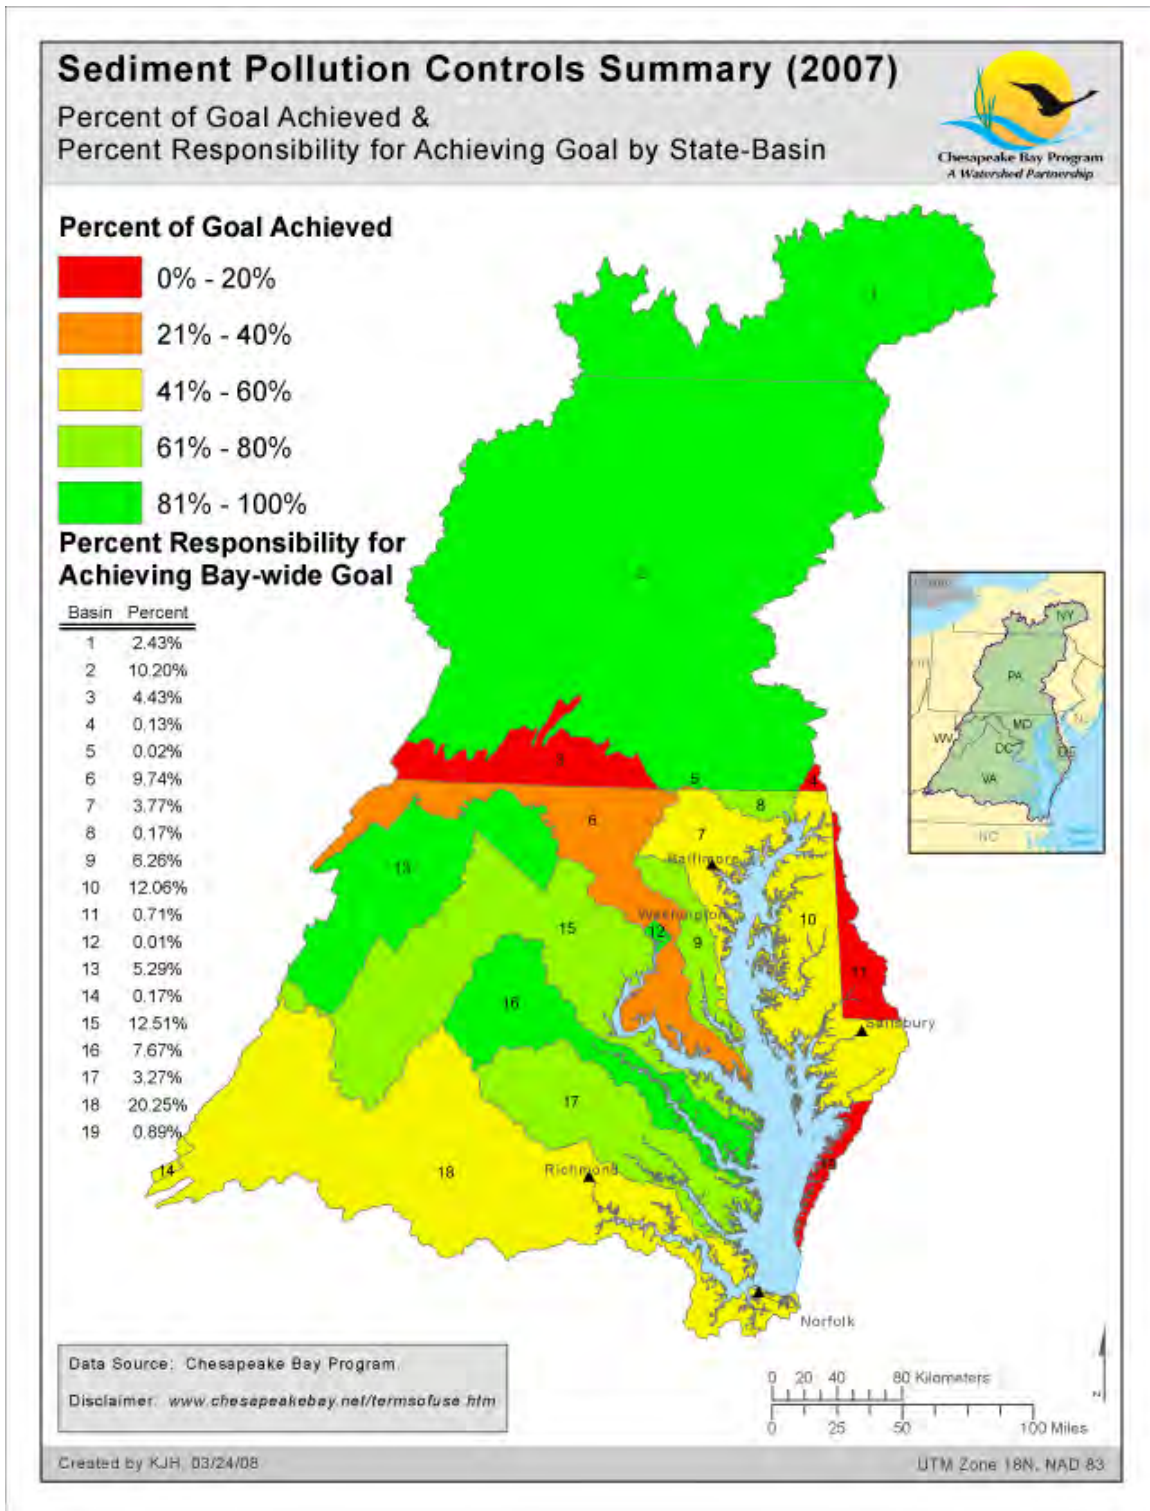 Sediment Pollution Controls Summary (2007)
Percent of Goal Achieved &
Percent Responsibility for Achieving Goal by State-Basin
Chesapeake Bay Program
A Watershed Partnership
Percent of Goal Achieved
0% - 20%
21% - 40%
41% - 60%
61% - 80%
81% - 100%
Percent Responsibility for
Achieving Bay-wide Goal
Basin Percent
1 2.43%
2 10.20%
3 4.43%
4 0.13%
5 0.02%
6 9.74%
7 3.77%
8 0.17%
9 6.26%
10 12.06%
11 0.71%
12 0.01%
13 5.29%
14 0.17%
15 12.51%
16 7.67%
17 3.27%
18 20.25%
19 0.89%
1
2
3
4
5
8
6
7
Baltimore
13
10
Washington
12
15
9
11
16
Salisbury
17
19
14
18
Richmond
Norfolk
NY
PA
NJ
MD
WV
DC
DE
VA
NC
Data Source: Chesapeake Bay Program
Disclaimer: www.chesapeakebay.net/termsofuse.htm
0 20 40 80 Kilometers
0 25 50 100 Miles
N
Created by KJH, 03/24/08
UTM Zone 18N, NAD 83